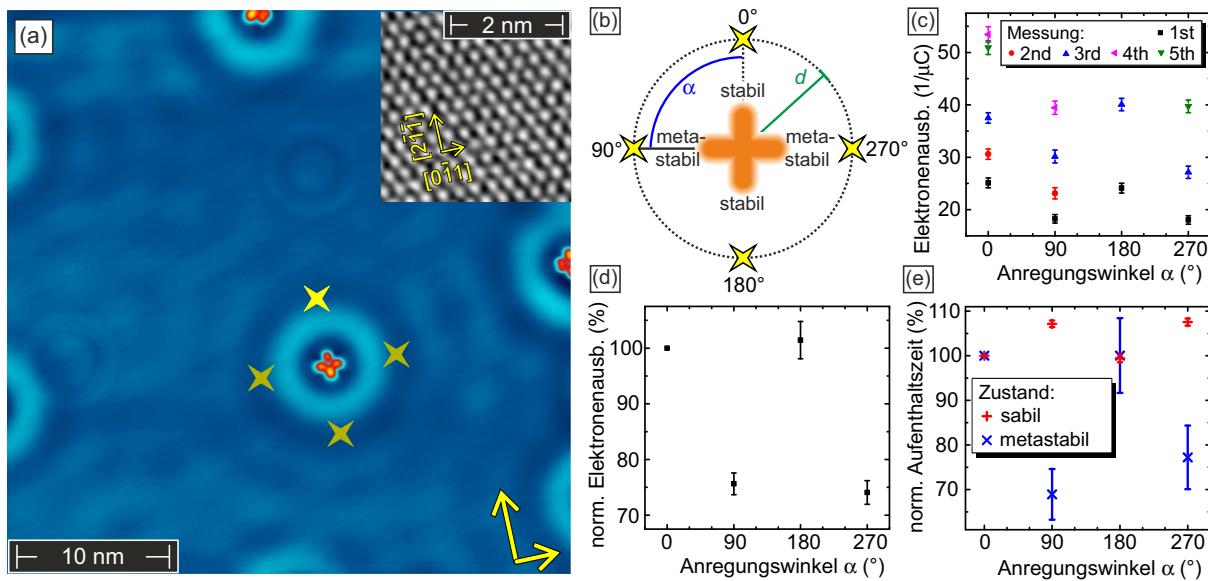 (a)
2 nm
[2̄1̄1̄]
[01̄1]
10 nm
(b)
0°
α
d
stabil
meta-
stabil
meta-
stabil
stabil
90°
270°
180°
(c)
Elektronenausb. (1/µC)
Messung:
1st
2nd
3rd
4th
5th
50
40
30
20
0
90
180
270
Anregungswinkel α (°)
(d)
norm. Elektronenausb. (%)
100
90
80
70
0
90
180
270
Anregungswinkel α (°)
(e)
norm. Aufenthaltszeit (%)
110
100
90
80
70
Zustand:
sabil
metastabil
0
90
180
270
Anregungswinkel α (°)